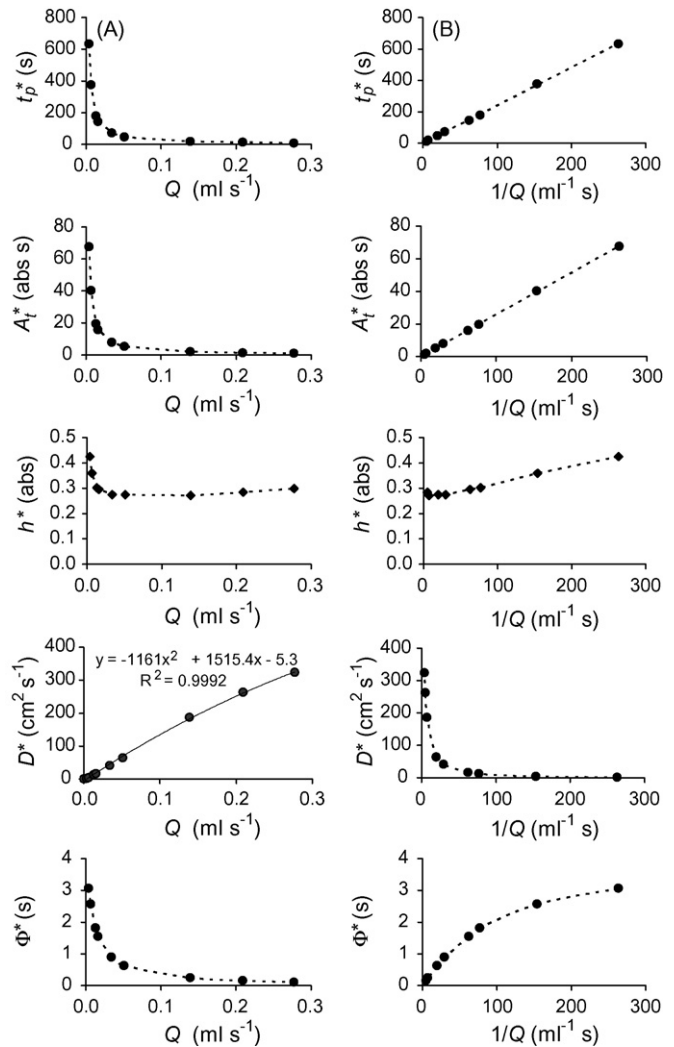 (A)
800
600
400
200
0
tₚ* (s)
0.0 0.1 0.2 0.3
Q (ml s⁻¹)
(B)
800
600
400
200
0
tₚ* (s)
0 100 200 300
1/Q (ml⁻¹ s)
80
60
40
20
0
Aₜ* (abs s)
0.0 0.1 0.2 0.3
Q (ml s⁻¹)
80
60
40
20
0
Aₜ* (abs s)
0 100 200 300
1/Q (ml⁻¹ s)
0.5
0.4
0.3
0.2
0.1
0.0
h* (abs)
0.0 0.1 0.2 0.3
Q (ml s⁻¹)
0.5
0.4
0.3
0.2
0.1
0.0
h* (abs)
0 100 200 300
1/Q (ml⁻¹ s)
400
300
200
100
0
D* (cm² s⁻¹)
y = -1161x² + 1515.4x - 5.3
R² = 0.9992
0.0 0.1 0.2 0.3
Q (ml s⁻¹)
400
300
200
100
0
D* (cm² s⁻¹)
0 100 200 300
1/Q (ml⁻¹ s)
4
3
2
1
0
Φ* (s)
0.0 0.1 0.2 0.3
Q (ml s⁻¹)
4
3
2
1
0
Φ* (s)
0 100 200 300
1/Q (ml⁻¹ s)